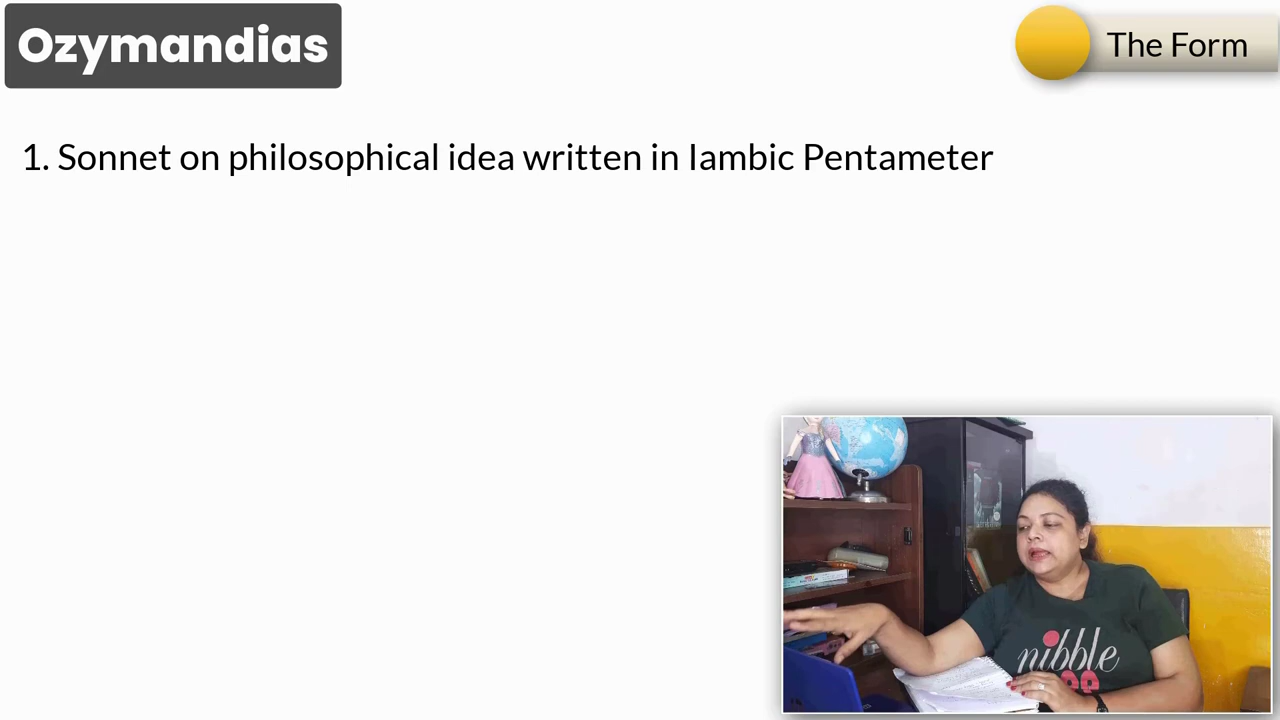 Ozymandias
The Form
1. Sonnet on philosophical idea written in Iambic Pentameter
nibble